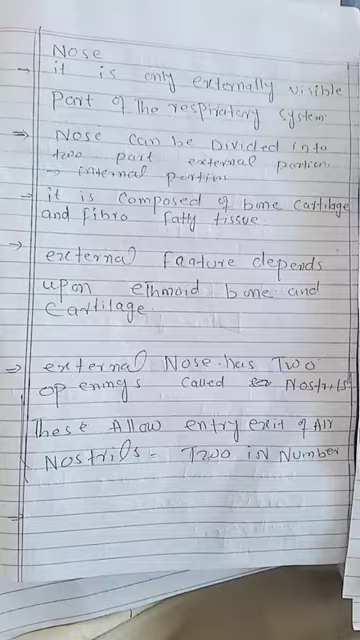 Nose
→ it is only externally visible
Part of the respiratory system.
⇒ Nose can be Divided into
two part external portion
→ internal portion
→ it is composed of bone cartilage
and fibro fatty tissue.
→ external Feature depends
upon ethmoid bone and
Cartilage.
⇒ external Nose has Two
openings called Nostrils
These Allow entry exit of Air
Nostrils = Two in Number
→